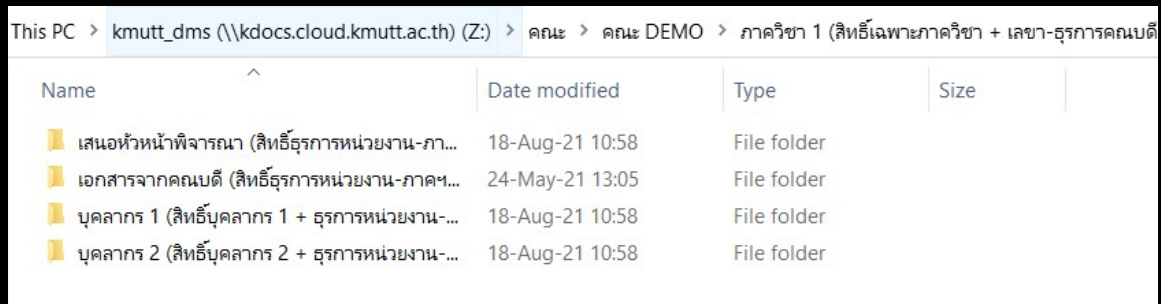 This PC > kmutt_dms (\\kdocs.cloud.kmutt.ac.th) (Z:) > คณะ > คณะ DEMO > ภาควิชา 1 (สิทธิ์เฉพาะภาควิชา + เลขา-ธุรการคณบดี
Name Date modified Type Size
เสนอหัวหน้าพิจารณา (สิทธิ์ธุรการหน่วยงาน-ภา... 18-Aug-21 10:58 File folder
เอกสารจากคณบดี (สิทธิ์ธุรการหน่วยงาน-ภาคฯ... 24-May-21 13:05 File folder
บุคลากร 1 (สิทธิ์บุคลากร 1 + ธุรการหน่วยงาน-... 18-Aug-21 10:58 File folder
บุคลากร 2 (สิทธิ์บุคลากร 2 + ธุรการหน่วยงาน-... 18-Aug-21 10:58 File folder